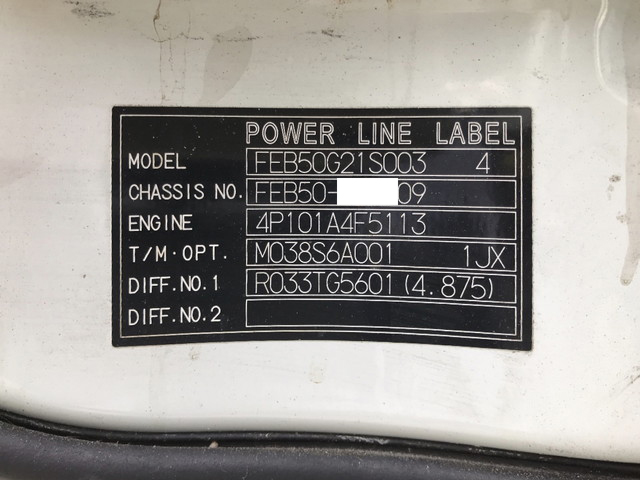 POWER LINE LABEL
MODEL FEB50G21S003 4
CHASSIS NO. FEB50- 09
ENGINE 4P101A4F5113
T/M·OPT. M038S6A001 1JX
DIFF.NO.1 R033TG5601(4.875)
DIFF.NO.2